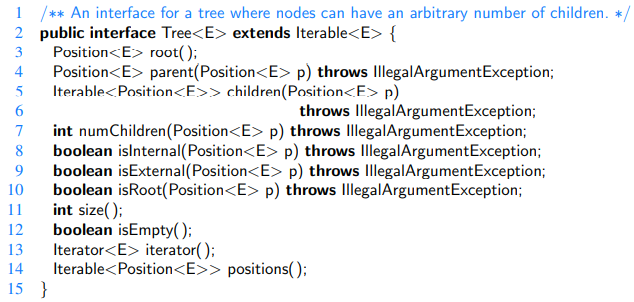 1 /** An interface for a tree where nodes can have an arbitrary number of children. */
2 public interface Tree<E> extends Iterable<E> {
3 Position<E> root();
4 Position<E> parent(Position<E> p) throws IllegalArgumentException;
5 Iterable<Position<E>> children(Position<E> p)
6 throws IllegalArgumentException;
7 int numChildren(Position<E> p) throws IllegalArgumentException;
8 boolean isInternal(Position<E> p) throws IllegalArgumentException;
9 boolean isExternal(Position<E> p) throws IllegalArgumentException;
10 boolean isRoot(Position<E> p) throws IllegalArgumentException;
11 int size();
12 boolean isEmpty();
13 Iterator<E> iterator();
14 Iterable<Position<E>> positions();
15 }